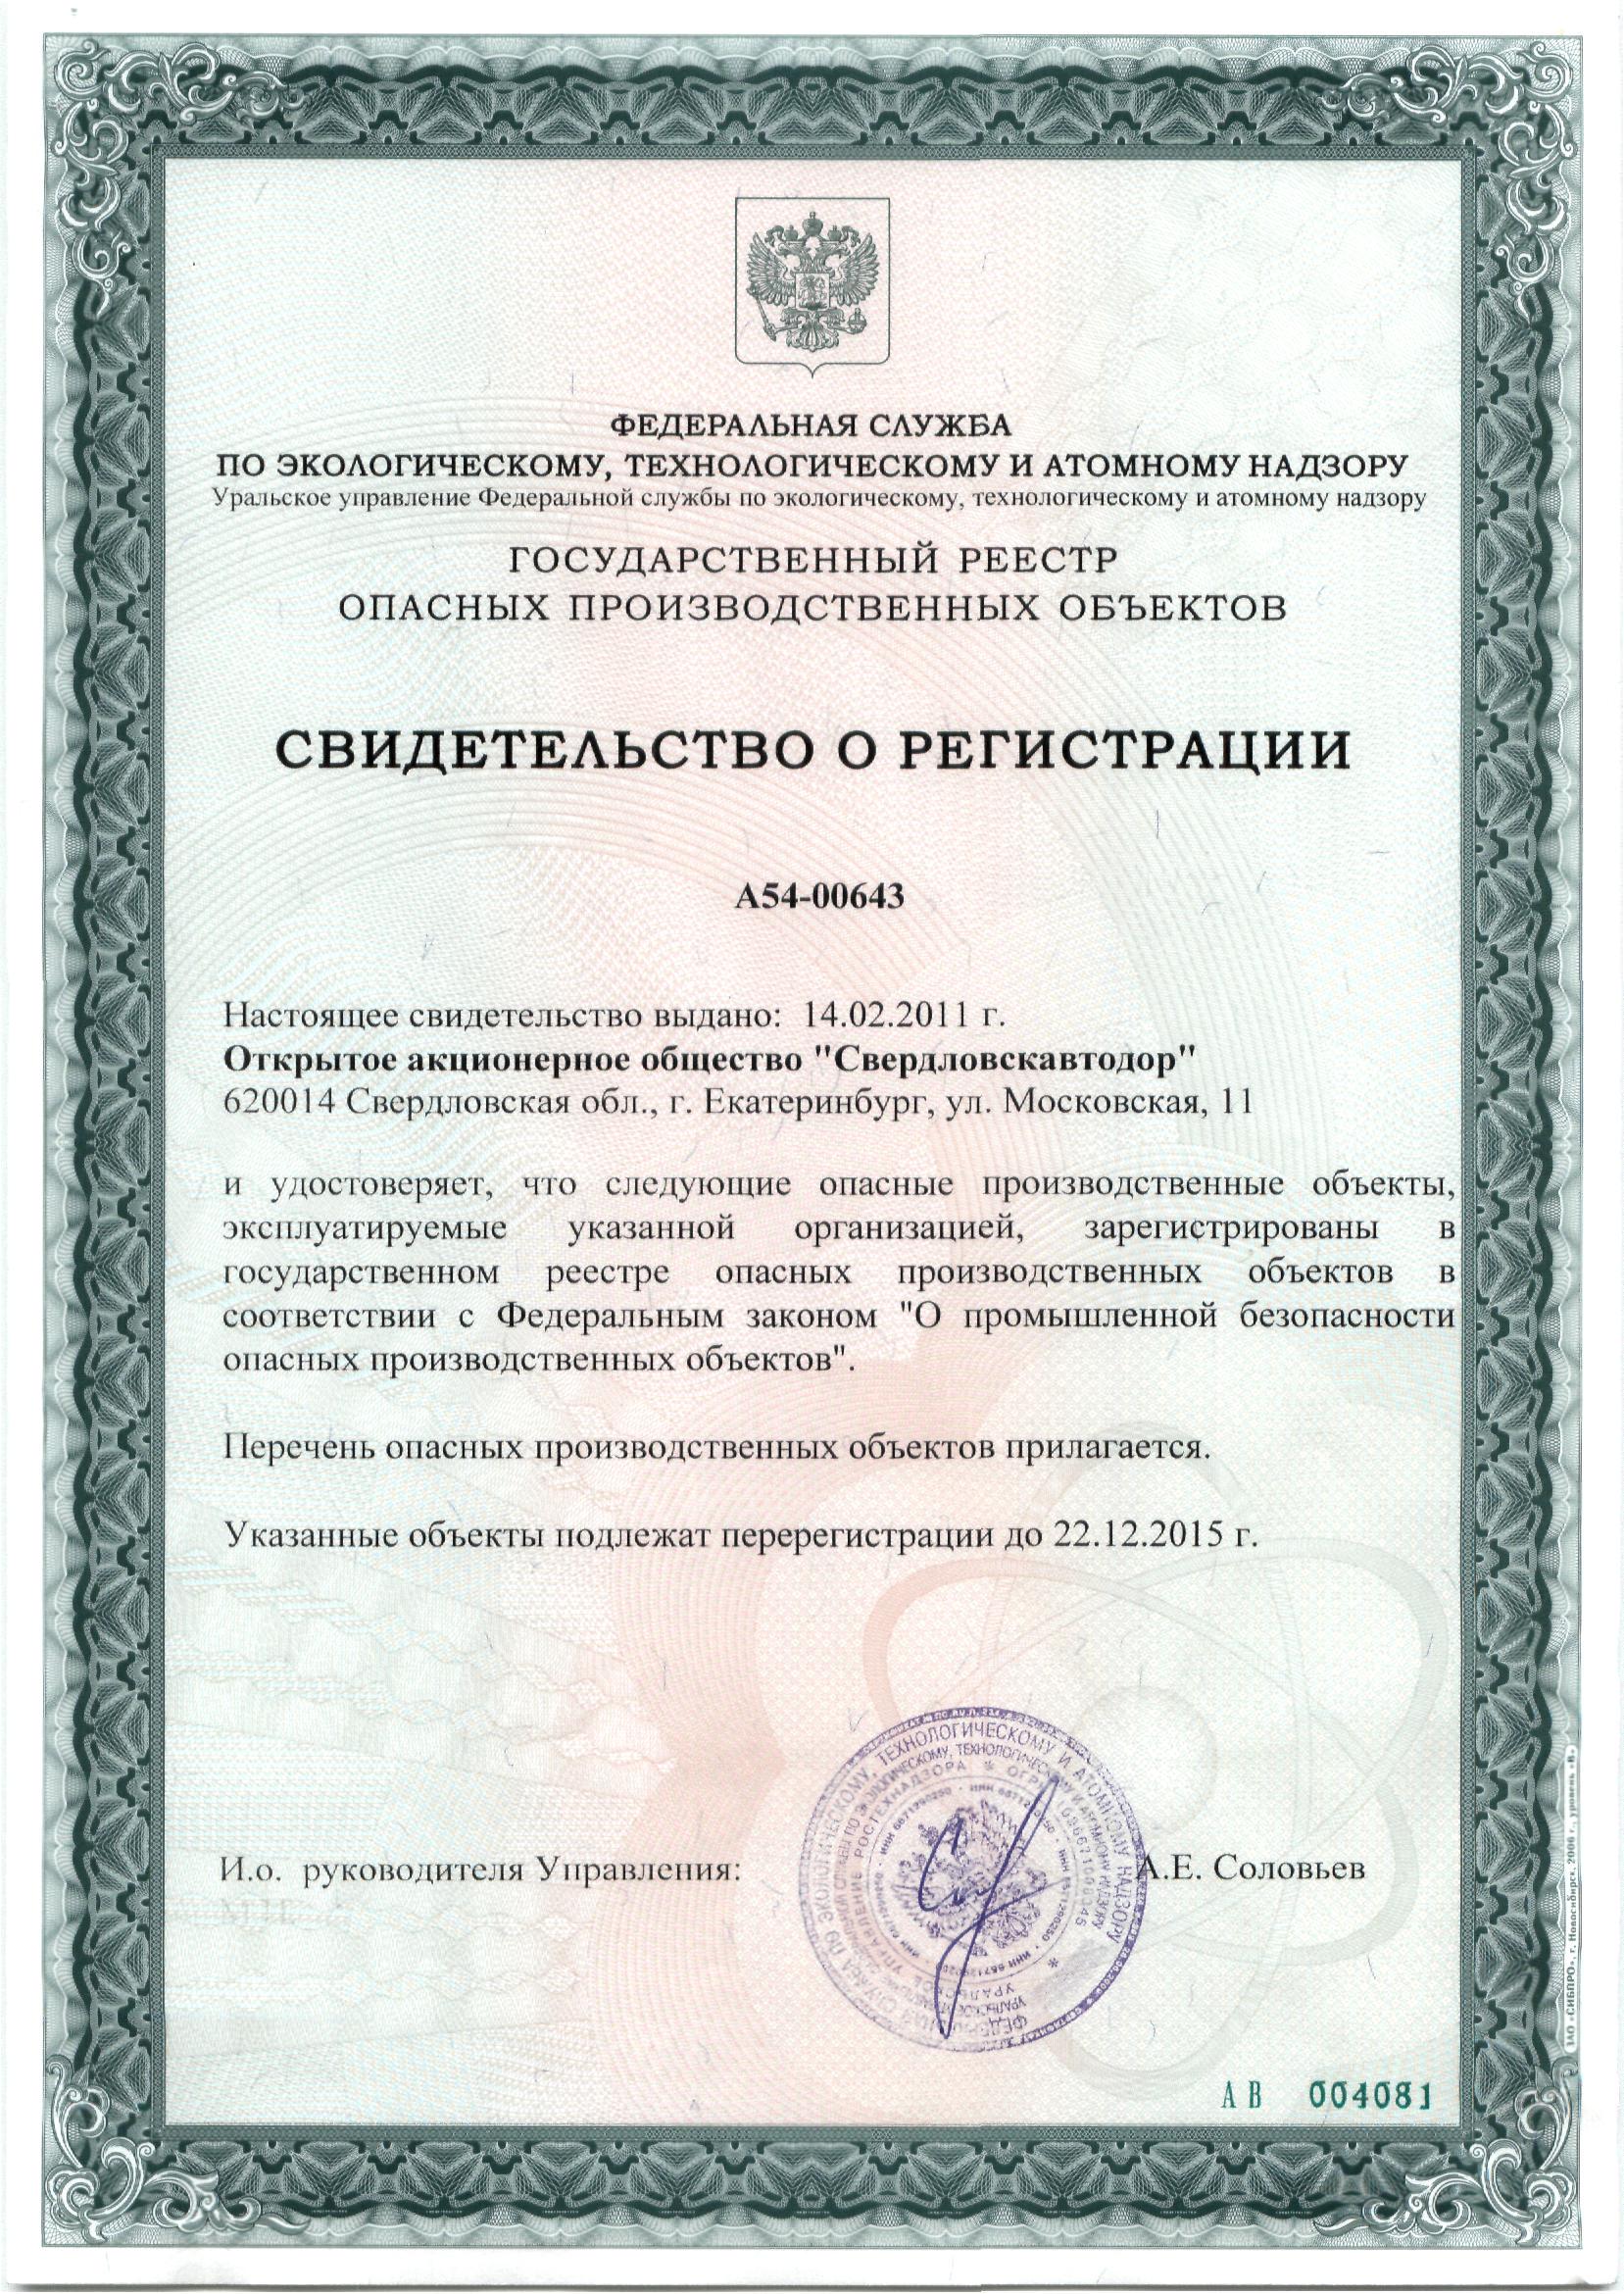 ФЕДЕРАЛЬНАЯ СЛУЖБА
ПО ЭКОЛОГИЧЕСКОМУ, ТЕХНОЛОГИЧЕСКОМУ И АТОМНОМУ НАДЗОРУ
Уральское управление Федеральной службы по экологическому, технологическому и атомному надзору
ГОСУДАРСТВЕННЫЙ РЕЕСТР
ОПАСНЫХ ПРОИЗВОДСТВЕННЫХ ОБЪЕКТОВ
СВИДЕТЕЛЬСТВО О РЕГИСТРАЦИИ
А54-00643
Настоящее свидетельство выдано: 14.02.2011 г.
Открытое акционерное общество "Свердловскавтодор"
620014 Свердловская обл., г. Екатеринбург, ул. Московская, 11
и удостоверяет, что следующие опасные производственные объекты,
эксплуатируемые указанной организацией, зарегистрированы в
государственном реестре опасных производственных объектов в
соответствии с Федеральным законом "О промышленной безопасности
опасных производственных объектов".
Перечень опасных производственных объектов прилагается.
Указанные объекты подлежат перерегистрации до 22.12.2015 г.
И.о. руководителя Управления:
А.Е. Соловьев
М.П.
ПО ЭКОЛОГИЧЕСКОМУ, ТЕХНОЛОГИЧЕСКОМУ И АТОМНОМУ НАДЗОРУ
УПРАВЛЕНИЕ РОСТЕХНАДЗОРА * ОГРН
АВ 004081
ЗАО «СИБПРО», г. Новосибирск, 2006 г., уровень «В».